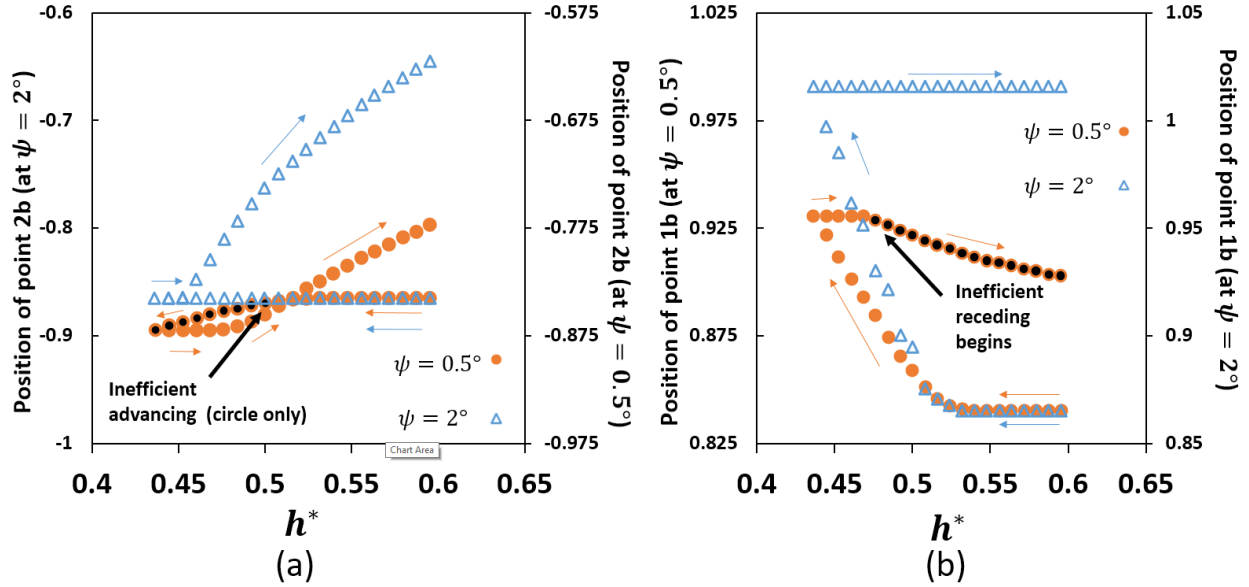 Position of point 2b (at ψ = 2°)
-0.6
-0.7
-0.8
-0.9
-1
-0.575
-0.675
-0.775
-0.875
-0.975
Position of point 2b (at ψ = 0.5°)
ψ = 0.5°
ψ = 2°
Inefficient
advancing (circle only)
Chart Area
0.4
0.45
0.5
0.55
0.6
0.65
h*
(a)
Position of point 1b (at ψ = 0.5°)
1.025
0.975
0.925
0.875
0.825
1.05
1
0.95
0.9
0.85
Position of point 1b (at ψ = 2°)
ψ = 0.5°
ψ = 2°
Inefficient
receding
begins
0.4
0.45
0.5
0.55
0.6
0.65
h*
(b)